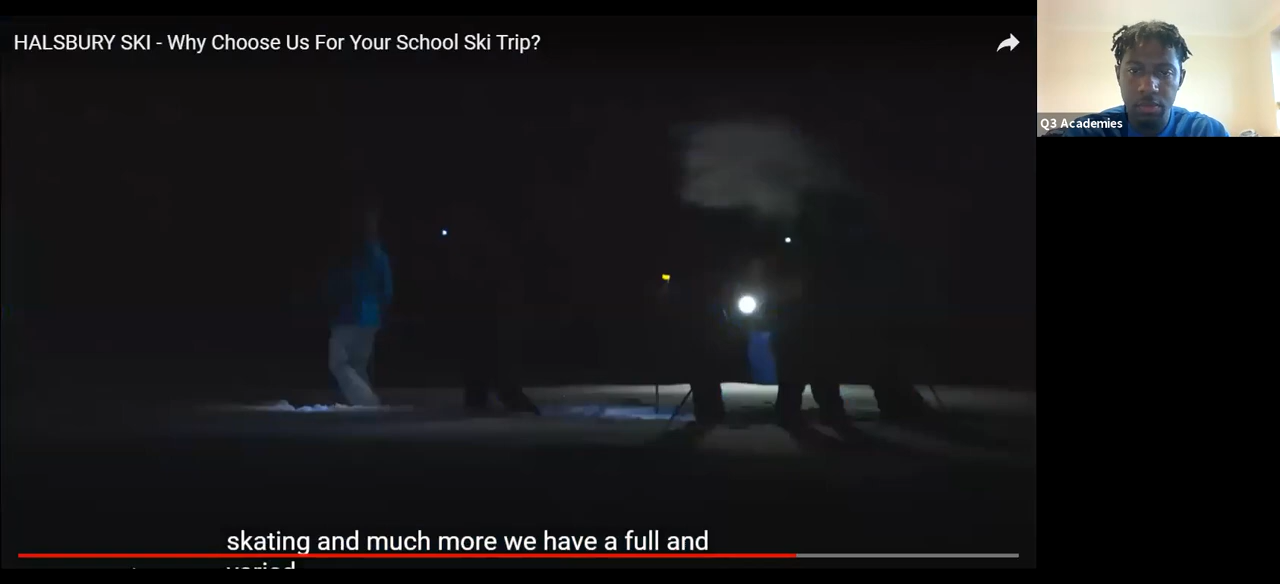 HALSBURY SKI - Why Choose Us For Your School Ski Trip?
Q3 Academies
skating and much more we have a full and
varied